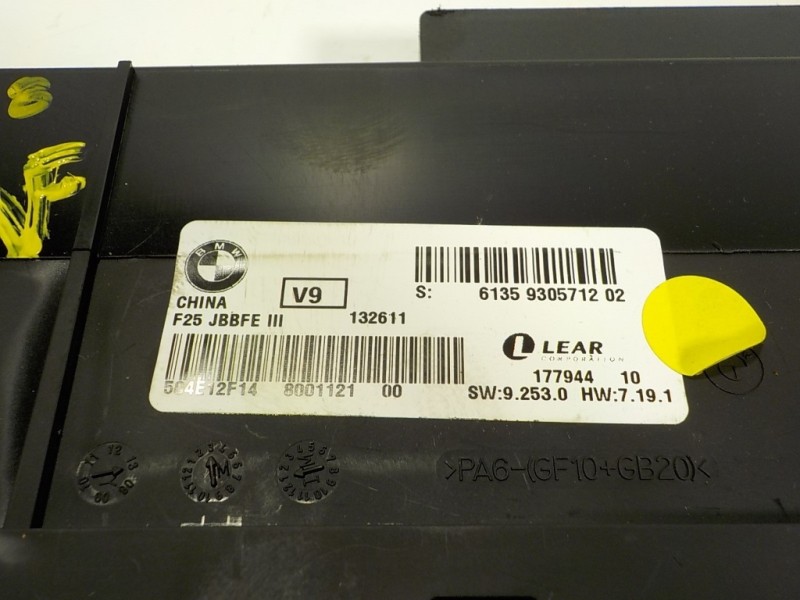 BMW
CHINA
V9
S: 6135 9305712 02
F25 JBBFE III 132611
LEAR
CORPORATION
8001121 00
177944 10
SW:9.253.0 HW:7.19.1
>PA6-(GF10+GB20)<